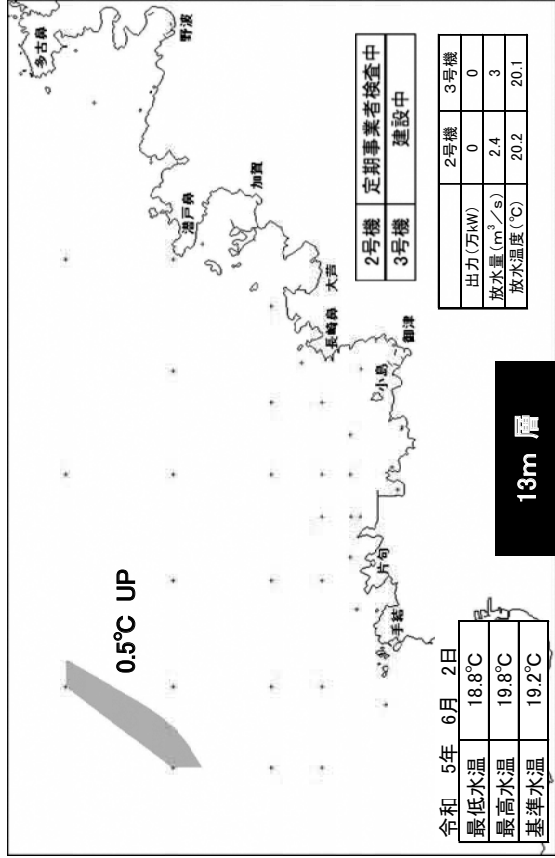 多古鼻
野波
潜戸鼻
加賀
大芦
長崎鼻
御津
小島
片句
手結
0.5℃ UP
2号機 定期事業者検査中
3号機 建設中
2号機 3号機
出力(万kW) 0 0
放水量(m³/s) 2.4 3
放水温度(℃) 20.2 20.1
13m 層
令和 5年 6月 2日
最低水温 18.8℃
最高水温 19.8℃
基準水温 19.2℃